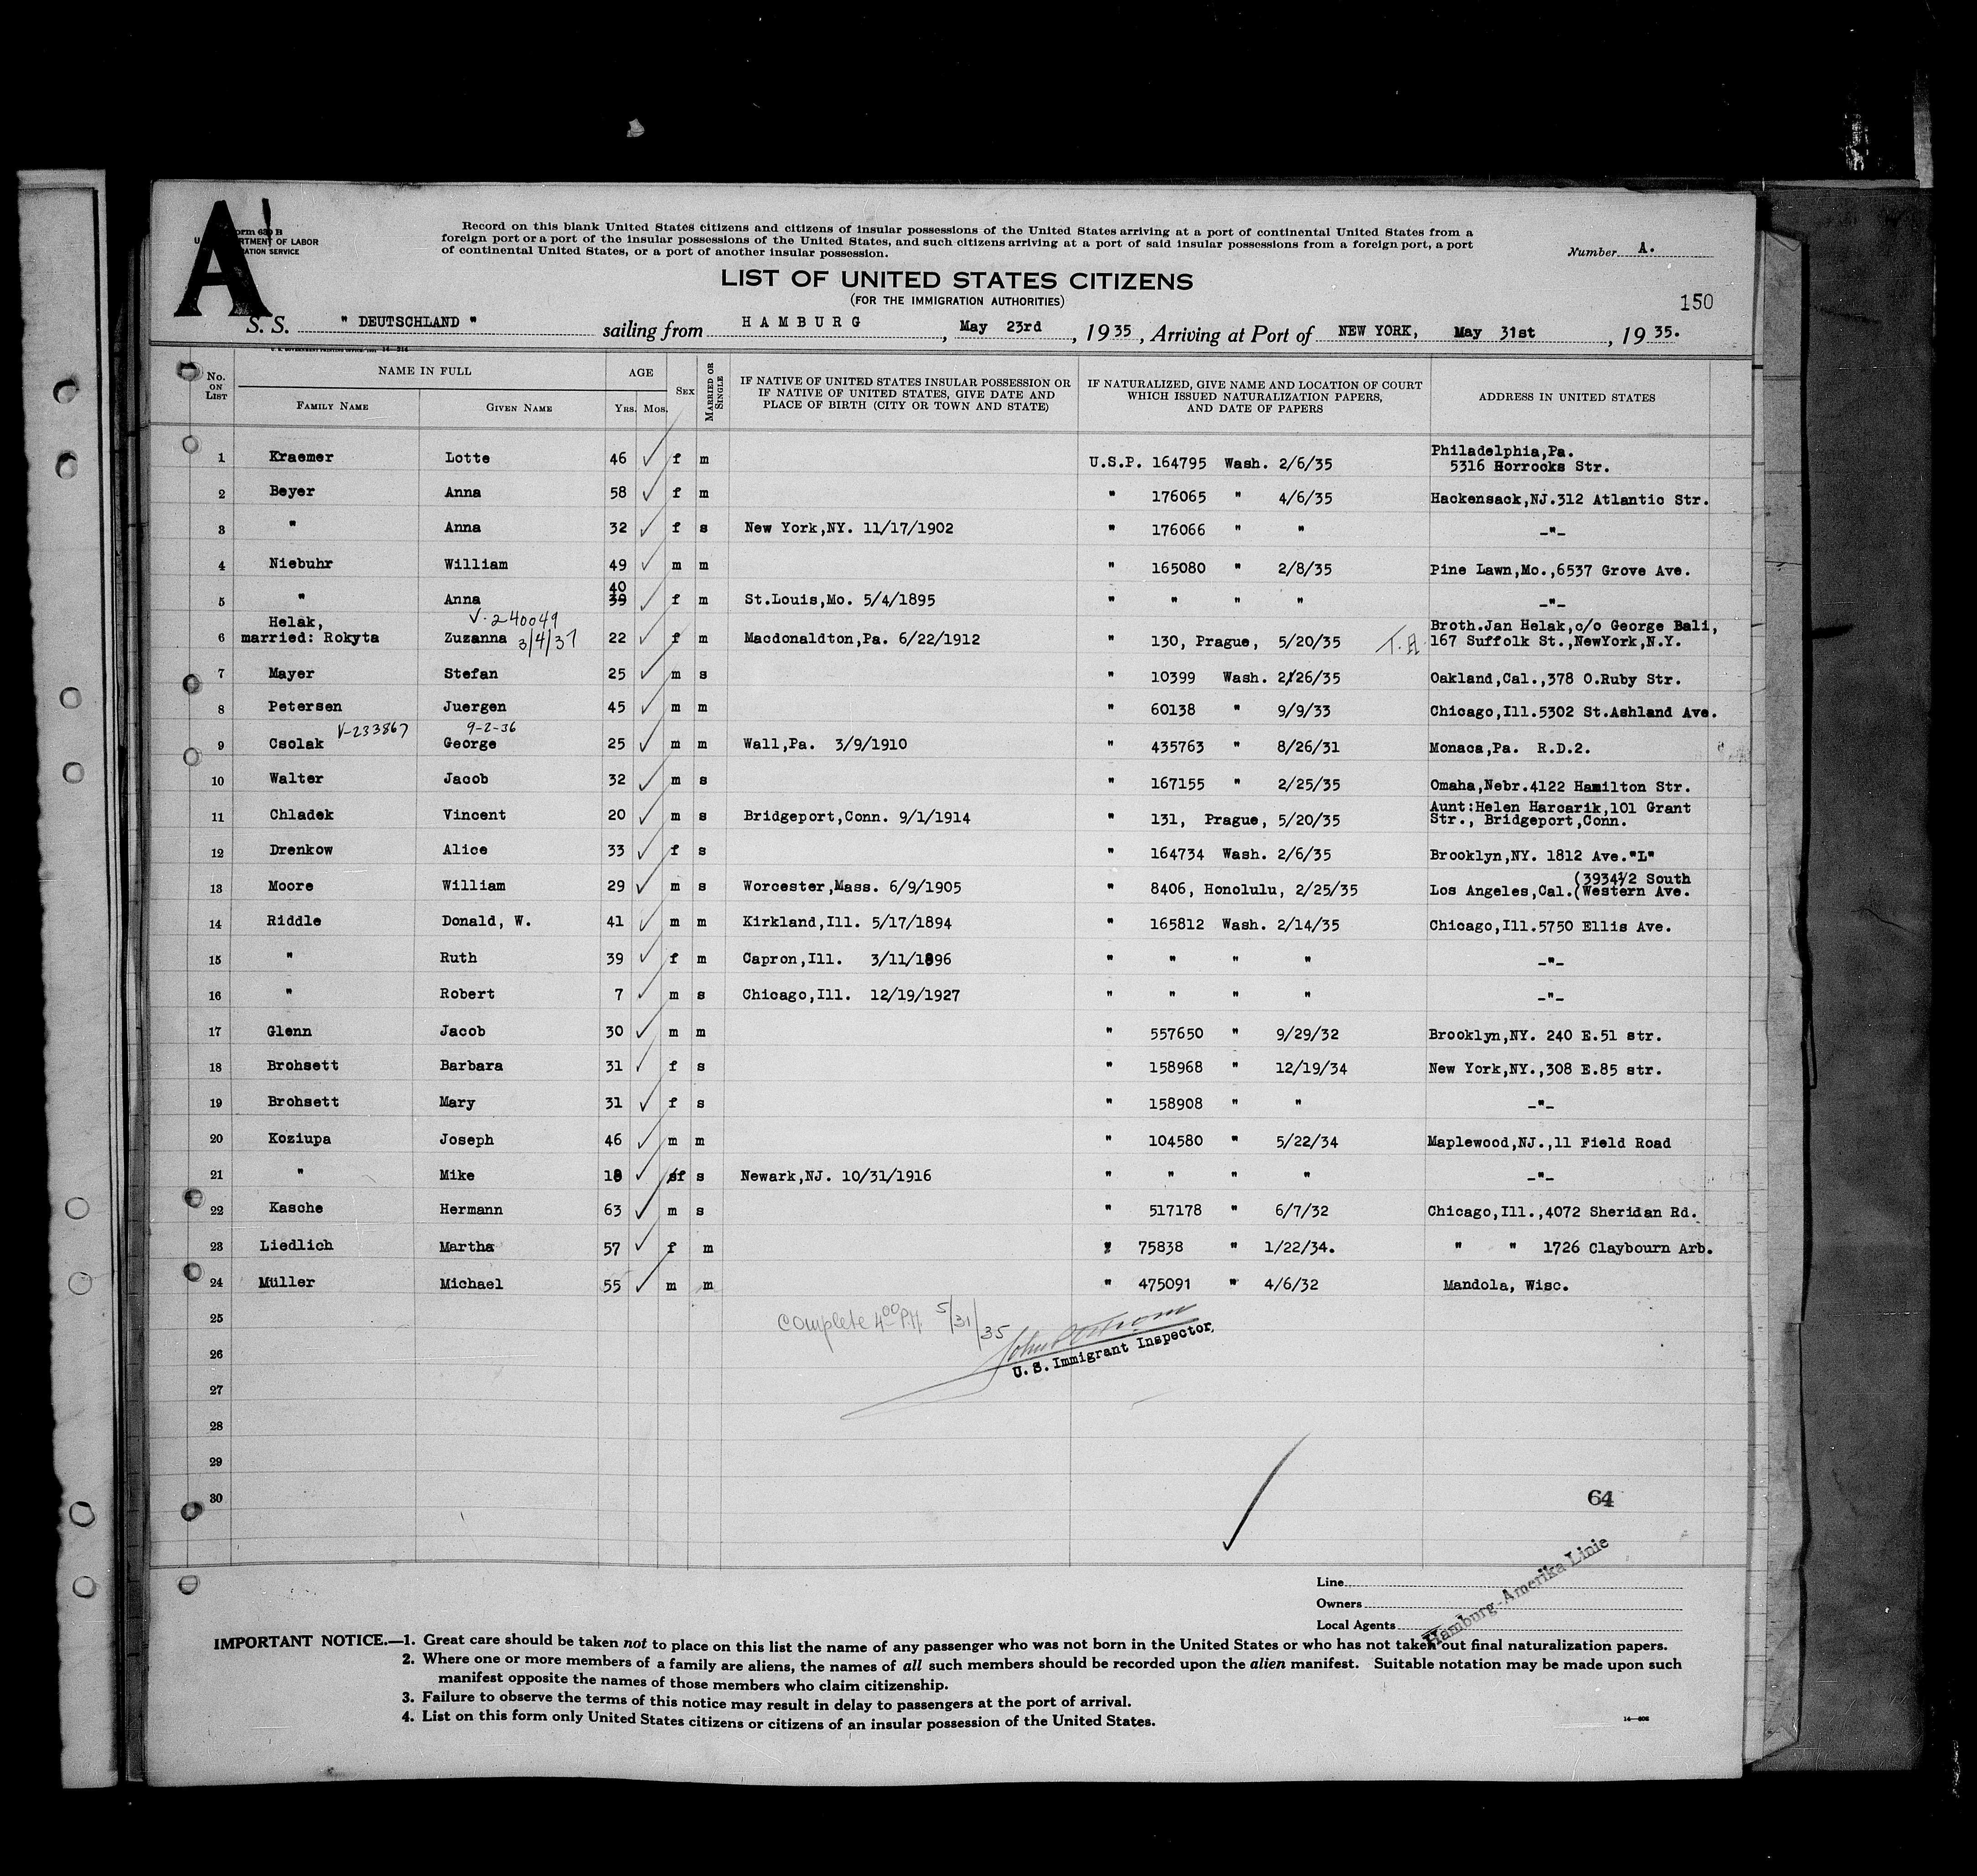 A
Form 630 B
U. S. DEPARTMENT OF LABOR
IMMIGRATION SERVICE
Record on this blank United States citizens and citizens of insular possessions of the United States arriving at a port of continental United States from a
foreign port or a port of the insular possessions of the United States, and such citizens arriving at a port of said insular possessions from a foreign port, a port
of continental United States, or a port of another insular possession.
Number A.
LIST OF UNITED STATES CITIZENS
(FOR THE IMMIGRATION AUTHORITIES)
150
S. S. " DEUTSCHLAND " sailing from HAMBURG, May 23rd, 1935, Arriving at Port of NEW YORK, May 31st, 1935.
No. ON LIST NAME IN FULL FAMILY NAME GIVEN NAME AGE YRS. MOS. SEX MARRIED OR SINGLE IF NATIVE OF UNITED STATES INSULAR POSSESSION OR IF NATIVE OF UNITED STATES, GIVE DATE AND PLACE OF BIRTH (CITY OR TOWN AND STATE) IF NATURALIZED, GIVE NAME AND LOCATION OF COURT WHICH ISSUED NATURALIZATION PAPERS, AND DATE OF PAPERS ADDRESS IN UNITED STATES
1 Kraemer Lotte 46 f m U.S.P. 164795 Wash. 2/6/35 Philadelphia,Pa. 5316 Horrocks Str.
2 Beyer Anna 58 f m " 176065 " 4/6/35 Hackensack,NJ.312 Atlantic Str.
3 " Anna 32 f s New York,NY. 11/17/1902 " 176066 " " -"-
4 Niebuhr William 49 m m " 165080 " 2/8/35 Pine Lawn,Mo.,6537 Grove Ave.
5 " Anna 40 39 f m St.Louis,Mo. 5/4/1895 " " " " -"-
V-240049
6 Helak, married: Rokyta Zuzanna 3/4/37 22 f m Macdonaldton,Pa. 6/22/1912 " 130, Prague, 5/20/35 T.A. Broth.Jan Helak,c/o George Bali, 167 Suffolk St.,NewYork,N.Y.
7 Mayer Stefan 25 m s " 10399 Wash. 2/26/35 Oakland,Cal.,378 O.Ruby Str.
8 Petersen Juergen 45 m m " 60138 " 9/9/33 Chicago,Ill.5302 St.Ashland Ave.
V-233867 9-2-36
9 Csolak George 25 m m Wall,Pa. 3/9/1910 " 435763 " 8/26/31 Monaca,Pa. R.D.2.
10 Walter Jacob 32 m s " 167155 " 2/25/35 Omaha,Nebr.4122 Hamilton Str.
11 Chladek Vincent 20 m s Bridgeport,Conn. 9/1/1914 " 131, Prague, 5/20/35 Aunt:Helen Harcarik,101 Grant Str., Bridgeport,Conn.
12 Drenkow Alice 33 f s " 164734 Wash. 2/6/35 Brooklyn,NY. 1812 Ave."L"
13 Moore William 29 m s Worcester,Mass. 6/9/1905 " 8406, Honolulu, 2/25/35 Los Angeles,Cal.(3934½ South Western Ave.
14 Riddle Donald, W. 41 m m Kirkland,Ill. 5/17/1894 " 165812 Wash. 2/14/35 Chicago,Ill.5750 Ellis Ave.
15 " Ruth 39 f m Capron,Ill. 3/11/1896 " " " " -"-
16 " Robert 7 m s Chicago,Ill. 12/19/1927 " " " " -"-
17 Glenn Jacob 30 m m " 557650 " 9/29/32 Brooklyn,NY. 240 E.51 str.
18 Brohsett Barbara 31 f s " 158968 " 12/19/34 New York,NY.,308 E.85 str.
19 Brohsett Mary 31 f s " 158908 " " -"-
20 Koziupa Joseph 46 m m " 104580 " 5/22/34 Maplewood,NJ.,11 Field Road
21 " Mike 18 sf s Newark,NJ. 10/31/1916 " " " " -"-
22 Kasche Hermann 63 m s " 517178 " 6/7/32 Chicago,Ill.,4072 Sheridan Rd.
23 Liedlich Martha 57 f m " 75838 " 1/22/34. " " 1726 Claybourn Arb.
24 Müller Michael 55 m m " 475091 " 4/6/32 Mandola, Wisc.
25
complete 4:00 PM 5/31/35
26
U. S. Immigrant Inspector.
27
28
29
30
64
Line
Owners
Local Agents
Hamburg-Amerika Linie
IMPORTANT NOTICE.—1. Great care should be taken not to place on this list the name of any passenger who was not born in the United States or who has not taken out final naturalization papers.
2. Where one or more members of a family are aliens, the names of all such members should be recorded upon the alien manifest. Suitable notation may be made upon such
manifest opposite the names of those members who claim citizenship.
3. Failure to observe the terms of this notice may result in delay to passengers at the port of arrival.
4. List on this form only United States citizens or citizens of an insular possession of the United States.